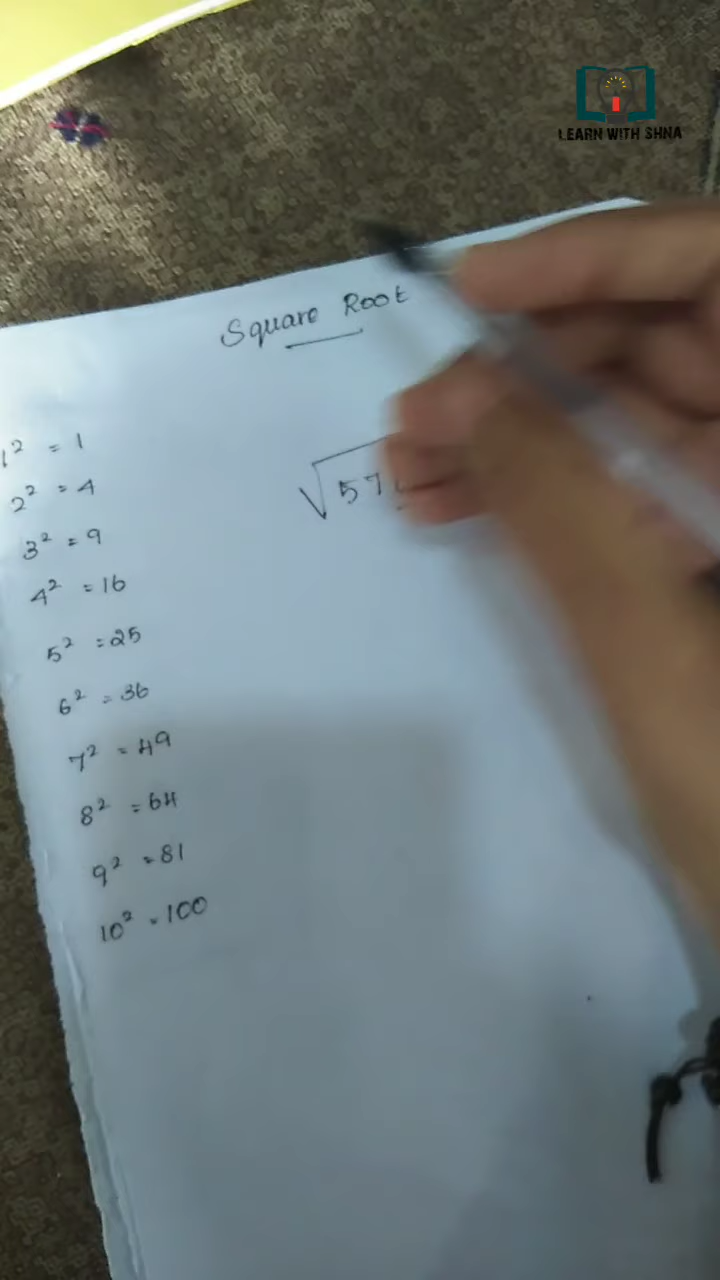 LEARN WITH SHNA
Square Root
1² = 1
2² = 4
3² = 9
4² = 16
5² = 25
6² = 36
7² = 49
8² = 64
9² = 81
10² = 100
√57